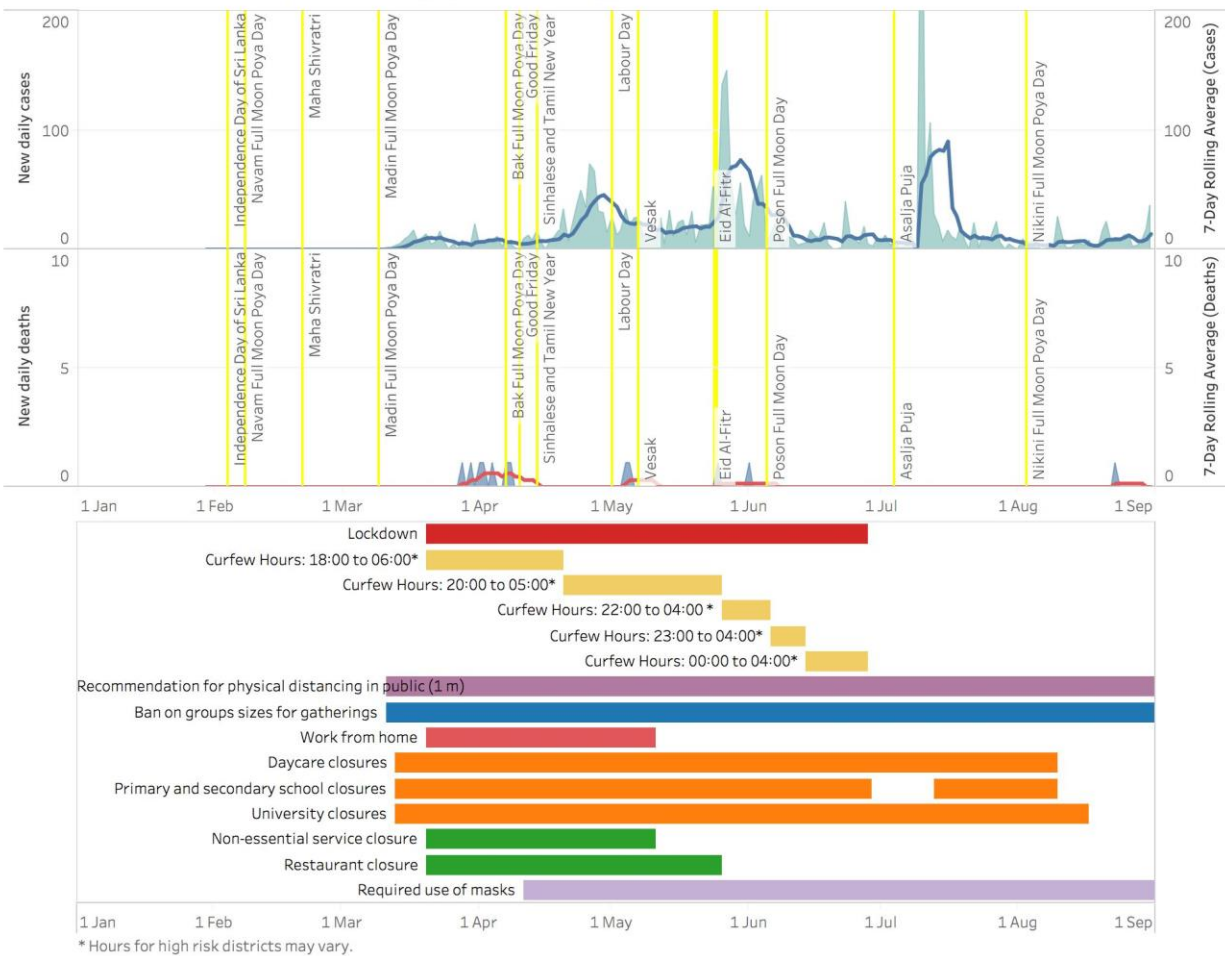 New daily cases
200
100
0
Independence Day of Sri Lanka
Navam Full Moon Poya Day
Maha Shivratri
Madin Full Moon Poya Day
Bak Full Moon Poya Day
Good Friday
Sinhalese and Tamil New Year
Labour Day
Vesak
Eid Al-Fitr
Poson Full Moon Day
Asalja Puja
Nikini Full Moon Poya Day
200
100
0
7-Day Rolling Average (Cases)
New daily deaths
10
5
0
Independence Day of Sri Lanka
Navam Full Moon Poya Day
Maha Shivratri
Madin Full Moon Poya Day
Bak Full Moon Poya Day
Good Friday
Sinhalese and Tamil New Year
Labour Day
Vesak
Eid Al-Fitr
Poson Full Moon Day
Asalja Puja
Nikini Full Moon Poya Day
10
5
0
7-Day Rolling Average (Deaths)
1 Jan 1 Feb 1 Mar 1 Apr 1 May 1 Jun 1 Jul 1 Aug 1 Sep
Lockdown
Curfew Hours: 18:00 to 06:00*
Curfew Hours: 20:00 to 05:00*
Curfew Hours: 22:00 to 04:00 *
Curfew Hours: 23:00 to 04:00*
Curfew Hours: 00:00 to 04:00*
Recommendation for physical distancing in public (1 m)
Ban on groups sizes for gatherings
Work from home
Daycare closures
Primary and secondary school closures
University closures
Non-essential service closure
Restaurant closure
Required use of masks
1 Jan 1 Feb 1 Mar 1 Apr 1 May 1 Jun 1 Jul 1 Aug 1 Sep
* Hours for high risk districts may vary.